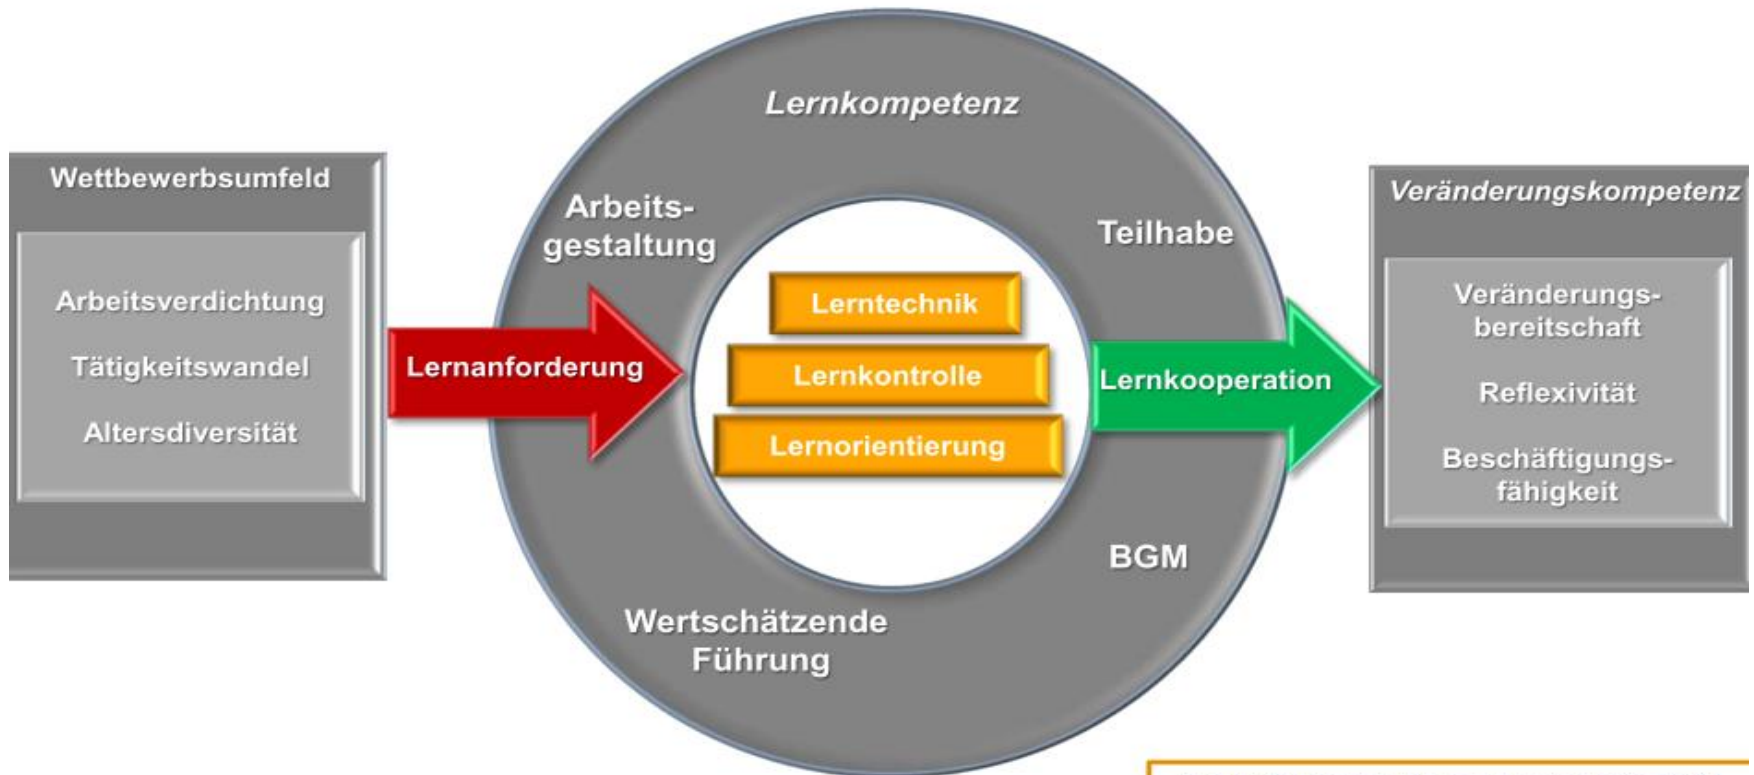 Wettbewerbsumfeld
Arbeitsverdichtung
Tätigkeitswandel
Altersdiversität
Lernanforderung
Lernkompetenz
Arbeits-
gestaltung
Teilhabe
Lerntechnik
Lernkontrolle
Lernorientierung
BGM
Wertschätzende
Führung
Lernkooperation
Veränderungskompetenz
Veränderungs-
bereitschaft
Reflexivität
Beschäftigungs-
fähigkeit